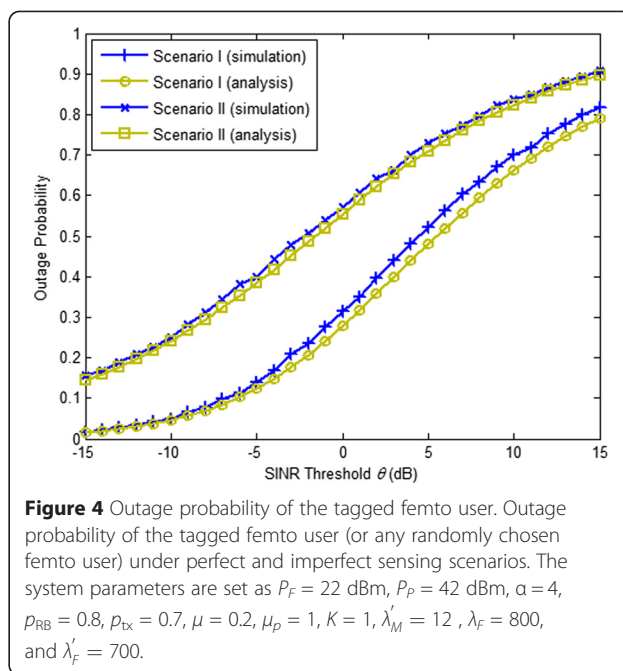 1
0.9
0.8
0.7
0.6
0.5
0.4
0.3
0.2
0.1
0
Outage Probability
Scenario I (simulation)
Scenario I (analysis)
Scenario II (simulation)
Scenario II (analysis)
-15
-10
-5
0
5
10
15
SINR Threshold θ (dB)
Figure 4 Outage probability of the tagged femto user. Outage
probability of the tagged femto user (or any randomly chosen
femto user) under perfect and imperfect sensing scenarios. The
system parameters are set as P_F = 22 dBm, P_P = 42 dBm, α = 4,
p_RB = 0.8, p_tx = 0.7, μ = 0.2, μ_p = 1, K = 1, λ′_M = 12 , λ_F = 800,
and λ′_F = 700.